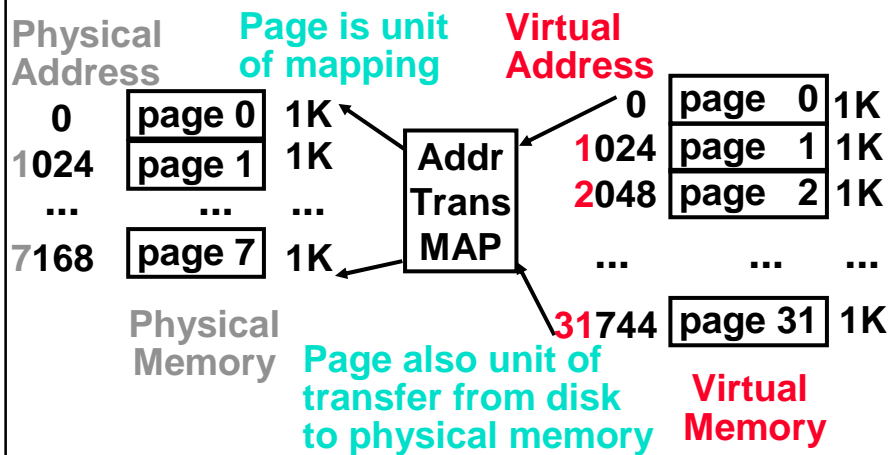 Physical
Address
Page is unit
of mapping
Virtual
Address
0 page 0 1K
1024 page 1 1K
... ... ...
7168 page 7 1K
Addr
Trans
MAP
0 page 0 1K
1024 page 1 1K
2048 page 2 1K
... ... ...
31744 page 31 1K
Physical
Memory
Page also unit of
transfer from disk
to physical memory
Virtual
Memory